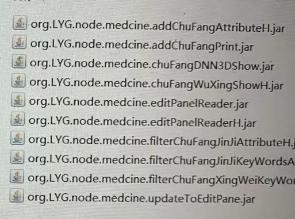 org.LYG.node.medcine.addChuFangAttributeH.jar
org.LYG.node.medcine.addChuFangPrint.jar
org.LYG.node.medcine.chuFangDNN3DShow.jar
org.LYG.node.medcine.chuFangWuXingShowH.jar
org.LYG.node.medcine.editPanelReader.jar
org.LYG.node.medcine.editPanelReaderH.jar
org.LYG.node.medcine.filterChuFangJinJiAttributeH.j
org.LYG.node.medcine.filterChuFangJinJiKeyWordsA
org.LYG.node.medcine.filterChuFangXingWeiKeyWor
org.LYG.node.medcine.updateToEditPane.jar